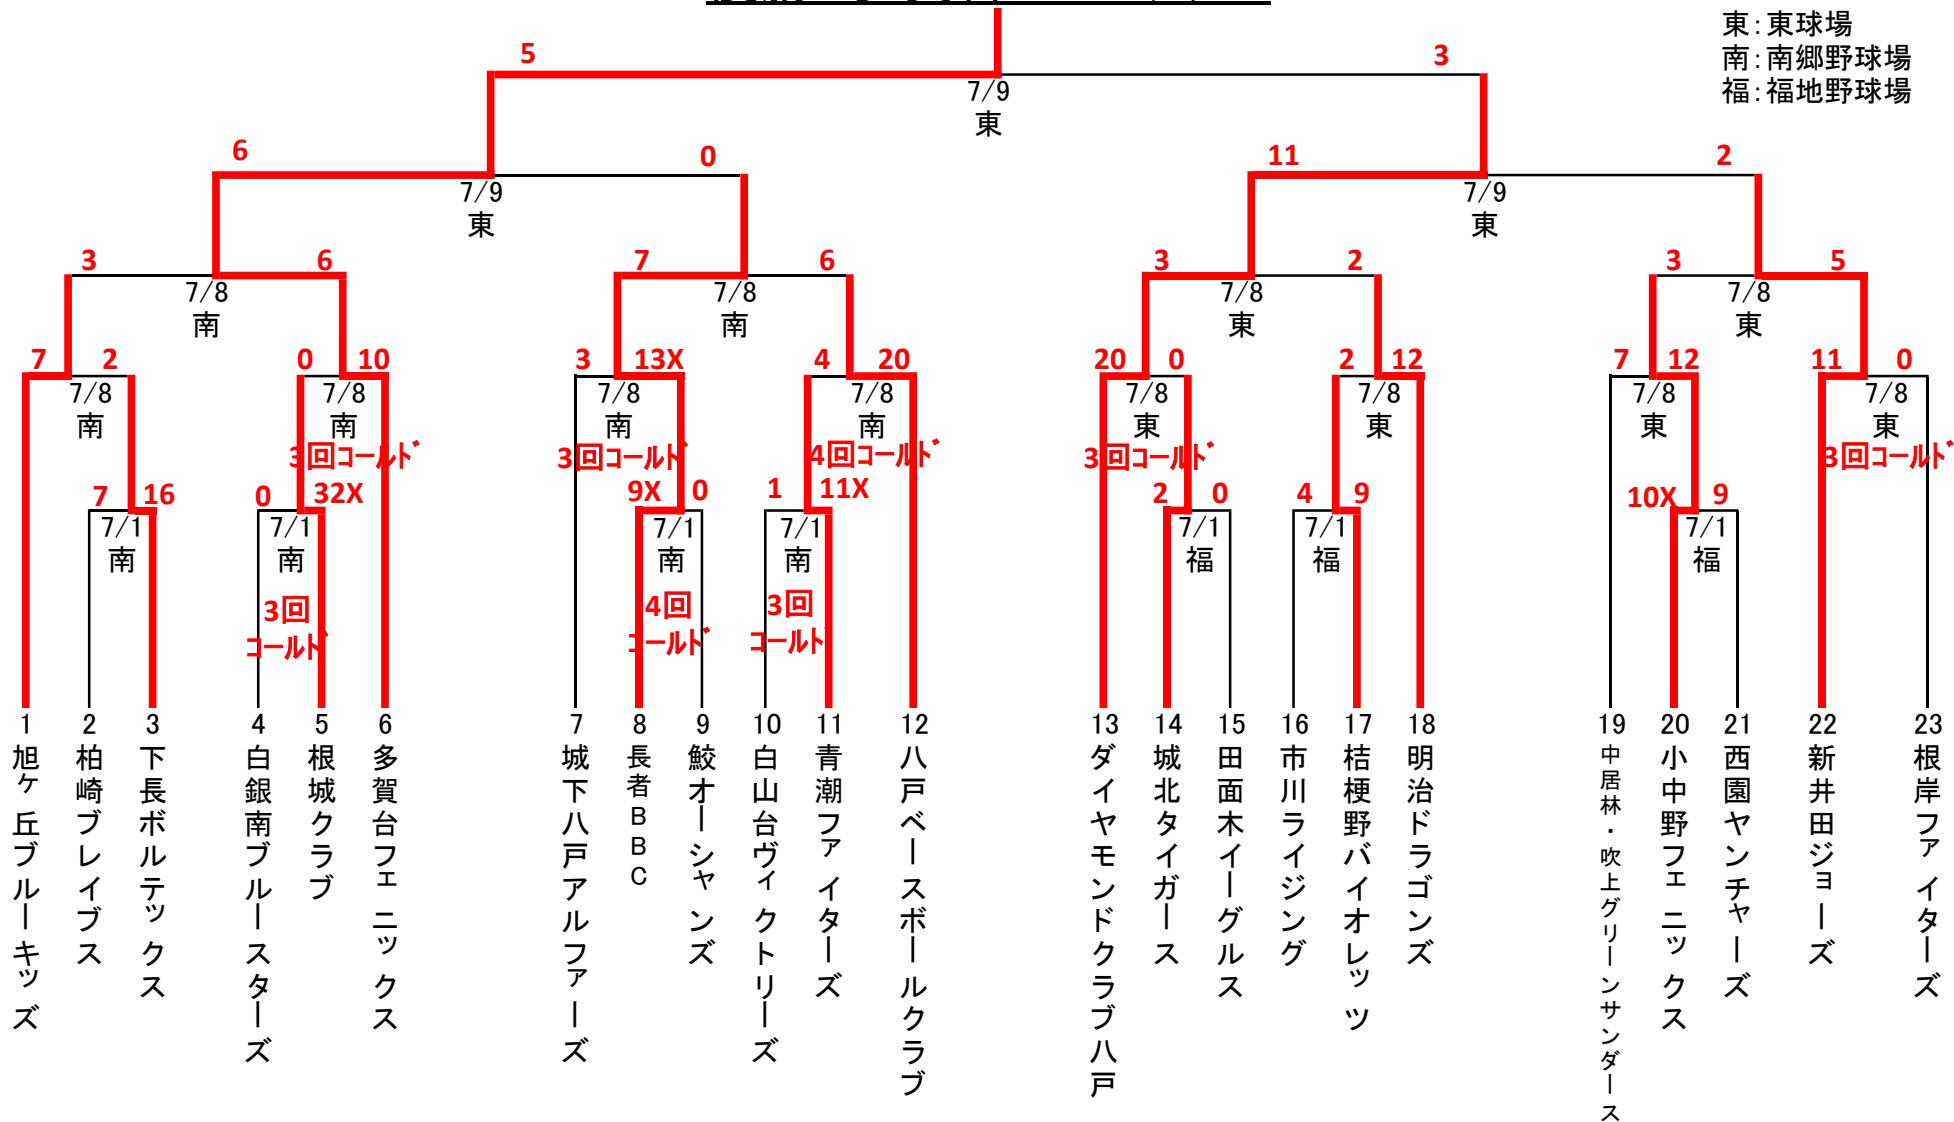 東：東球場
南：南郷野球場
福：福地野球場
5
3
7/9
東
6
0
11
2
7/9
東
7/9
東
3
6
7
6
3
2
3
5
7/8
南
7/8
南
7/8
東
7/8
東
7
2
0
10
3
13X
4
20
20
0
2
12
7
12
11
0
7/8
南
7/8
南
7/8
南
7/8
南
7/8
東
7/8
東
7/8
東
7/8
東
3回コールド
3回コールド
4回コールド
3回コールド
3回コールド
7
16
0
32X
9X
0
1
11X
2
0
4
9
10X
9
7/1
南
7/1
南
7/1
南
7/1
南
7/1
福
7/1
福
7/1
福
3回
コールド
4回
コールド
3回
コールド
1
旭ヶ丘ブルーキッズ
2
柏崎ブレイブス
3
下長ボルテックス
4
白銀南ブルースターズ
5
根城クラブ
6
多賀台フェニックス
7
城下八戸アルファーズ
8
長者BBC
9
鮫オーシャンズ
10
白山台ヴィクトリーズ
11
青潮ファイターズ
12
八戸ベースボールクラブ
13
ダイヤモンドクラブ八戸
14
城北タイガース
15
田面木イーグルス
16
市川ライジング
17
桔梗野バイオレッツ
18
明治ドラゴンズ
19
中居林・吹上グリーンサンダース
20
小中野フェニックス
21
西園ヤンチャーズ
22
新井田ジョーズ
23
根岸ファイターズ